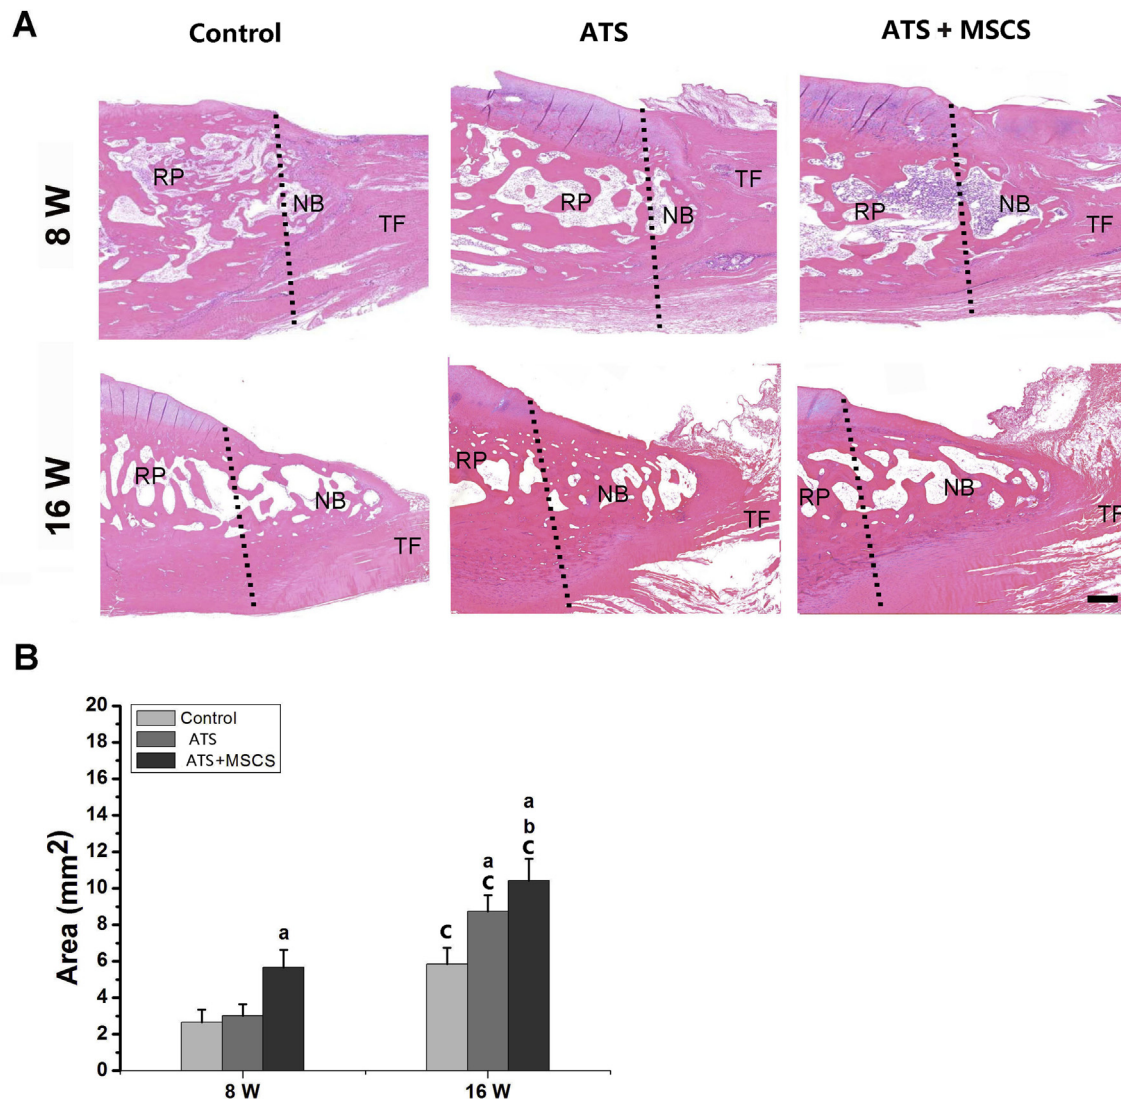 A
Control
ATS
ATS + MSCS
8 W
RP
NB
TF
RP
NB
TF
RP
NB
TF
16 W
RP
NB
TF
RP
NB
TF
RP
NB
TF
B
Area (mm2)
20
18
16
14
12
10
8
6
4
2
0
Control
ATS
ATS+MSCS
a
c
a
c
a
b
c
8 W
16 W